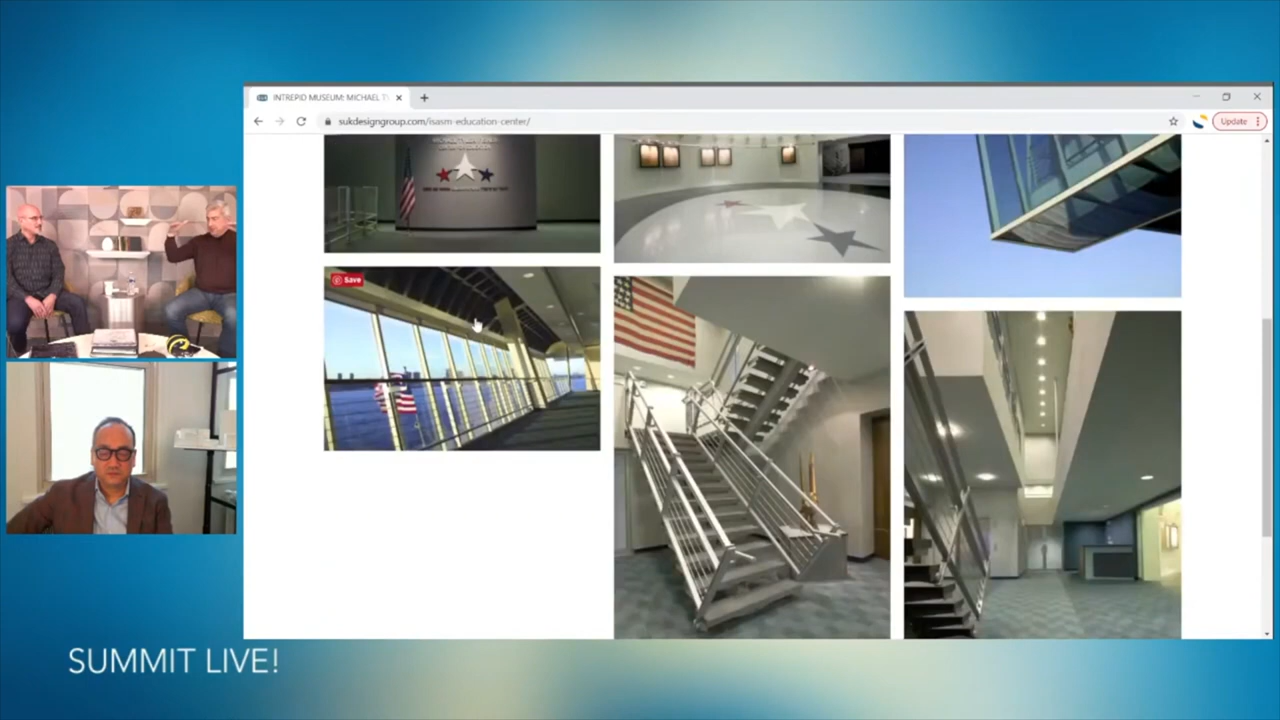 INTREPID MUSEUM: MICHAEL T
sukdesigngroup.com/isasm-education-center/
Update
Save
SUMMIT LIVE!